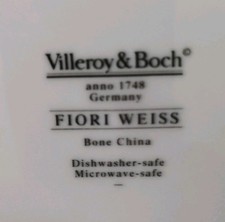 Villeroy & Boch©
anno 1748
Germany
FIORI WEISS
Bone China
Dishwasher-safe
Microwave-safe